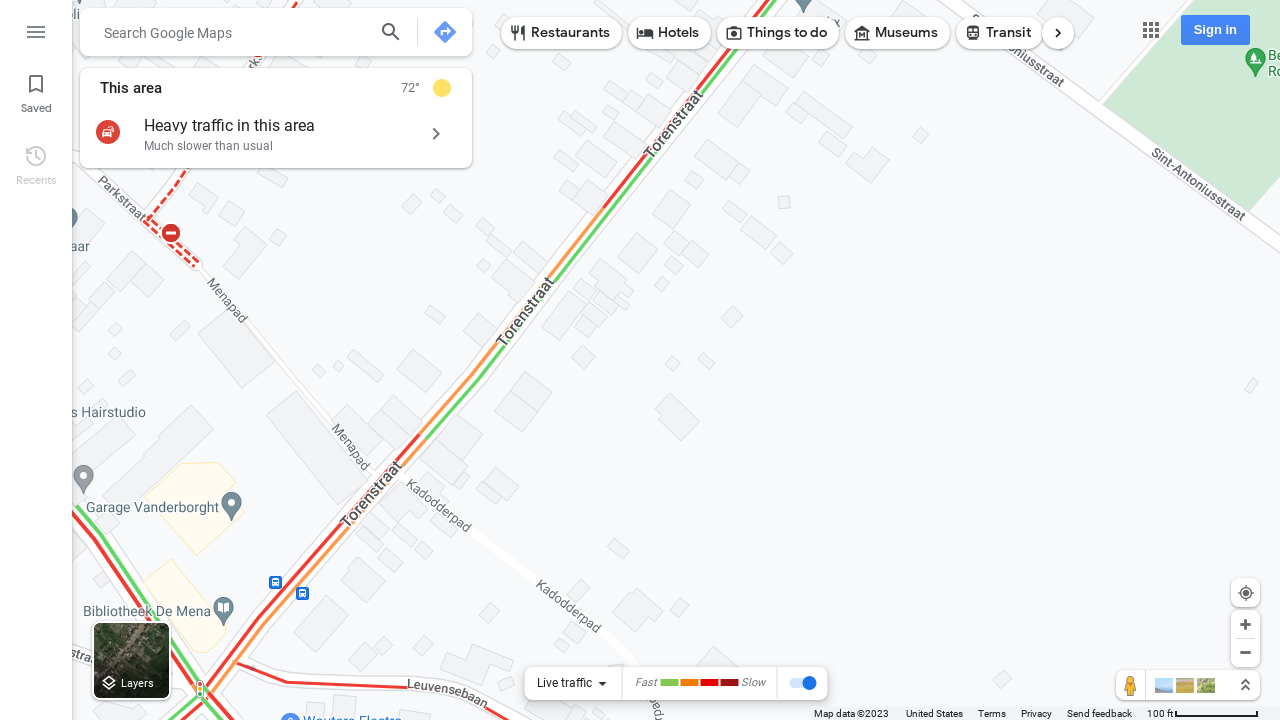 Search Google Maps
Restaurants
Hotels
Things to do
Museums
Transit
Sign in
Saved
Recents
This area
72°
Heavy traffic in this area
Much slower than usual
Torenstraat
Sint-Antoniusstraat
Parkstraat
aar
Menapad
Torenstraat
s Hairstudio
Menapad
Garage Vanderborght
Torenstraat
Kadodderpad
Kadodderpad
Bibliotheek De Mena
Layers
Leuvensebaan
Live traffic
Fast
Slow
Wouters Electro
Map data ©2023
United States
Terms
Privacy
Send feedback
100 ft